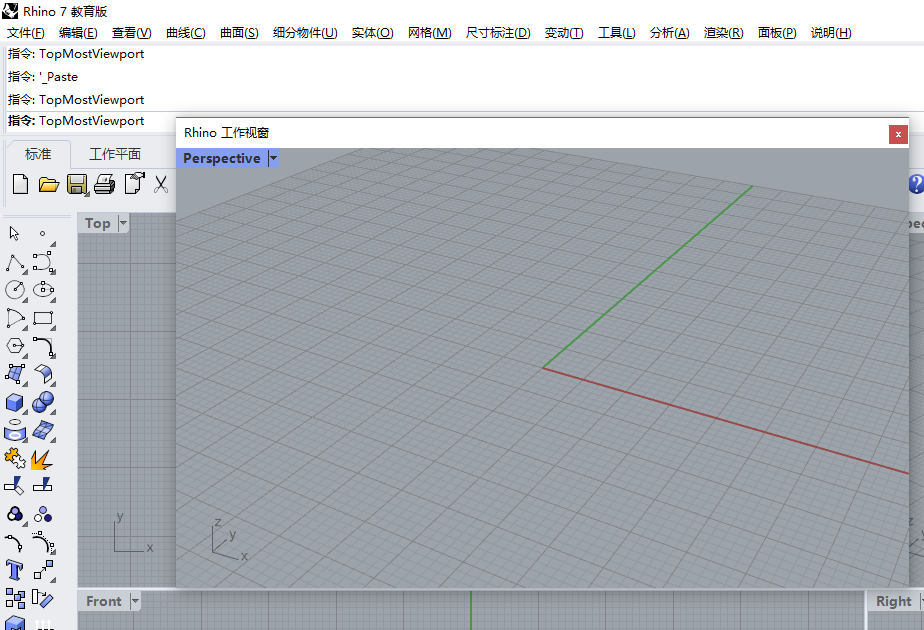 Rhino 7 教育版
文件(F) 编辑(E) 查看(V) 曲线(C) 曲面(S) 细分物件(U) 实体(O) 网格(M) 尺寸标注(D) 变动(T) 工具(L) 分析(A) 渲染(R) 面板(P) 说明(H)
指令: TopMostViewport
指令: '_Paste
指令: TopMostViewport
指令: TopMostViewport
Rhino 工作视窗 x
标准 工作平面
Perspective
Top
y
x
z
y
x
z
Front
Right